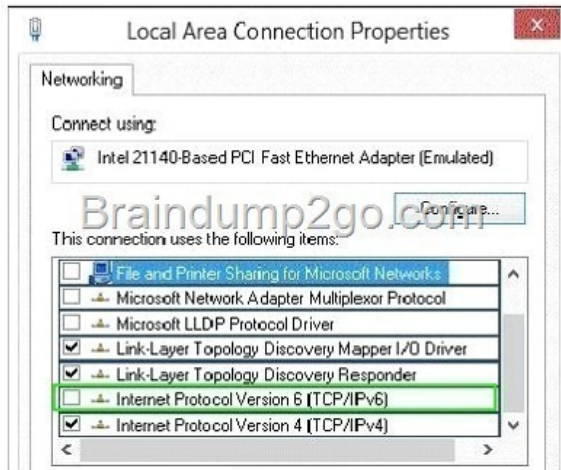 Local Area Connection Properties
Networking
Connect using:
Intel 21140-Based PCI Fast Ethernet Adapter (Emulated)
Braindump2go.com
Configure...
This connection uses the following items:
File and Printer Sharing for Microsoft Networks
Microsoft Network Adapter Multiplexor Protocol
Microsoft LLDP Protocol Driver
Link-Layer Topology Discovery Mapper I/O Driver
Link-Layer Topology Discovery Responder
Internet Protocol Version 6 (TCP/IPv6)
Internet Protocol Version 4 (TCP/IPv4)